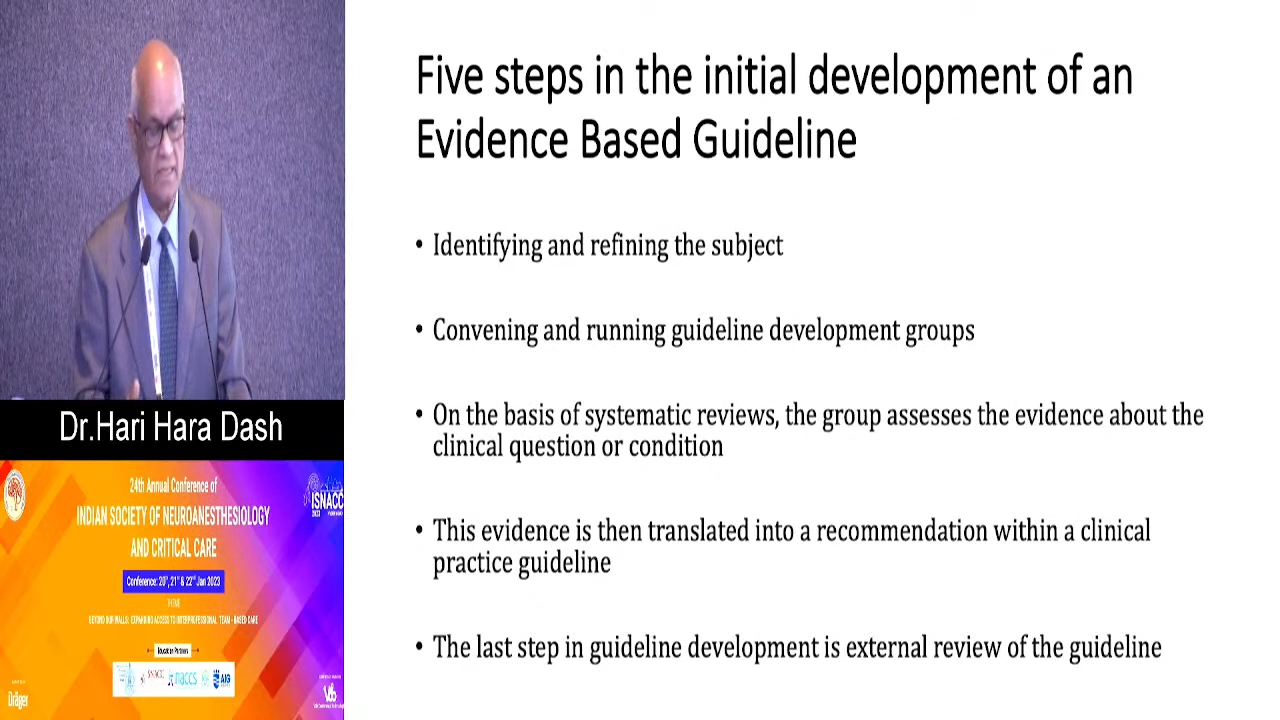 Five steps in the initial development of an
Evidence Based Guideline
• Identifying and refining the subject
• Convening and running guideline development groups
• On the basis of systematic reviews, the group assesses the evidence about the
clinical question or condition
• This evidence is then translated into a recommendation within a clinical
practice guideline
• The last step in guideline development is external review of the guideline
Dr.Hari Hara Dash
24th Annual Conference of
INDIAN SOCIETY OF NEUROANESTHESIOLOGY
AND CRITICAL CARE
Conference: 20th, 21st & 22nd Jan 2023
THEME
BEYOND OUR WALLS: EXPANDING ACCESS TO INTERPROFESSIONAL TEAM - BASED CARE
Education Partners
ISNACC
2023
naccs
AIG
Dräger